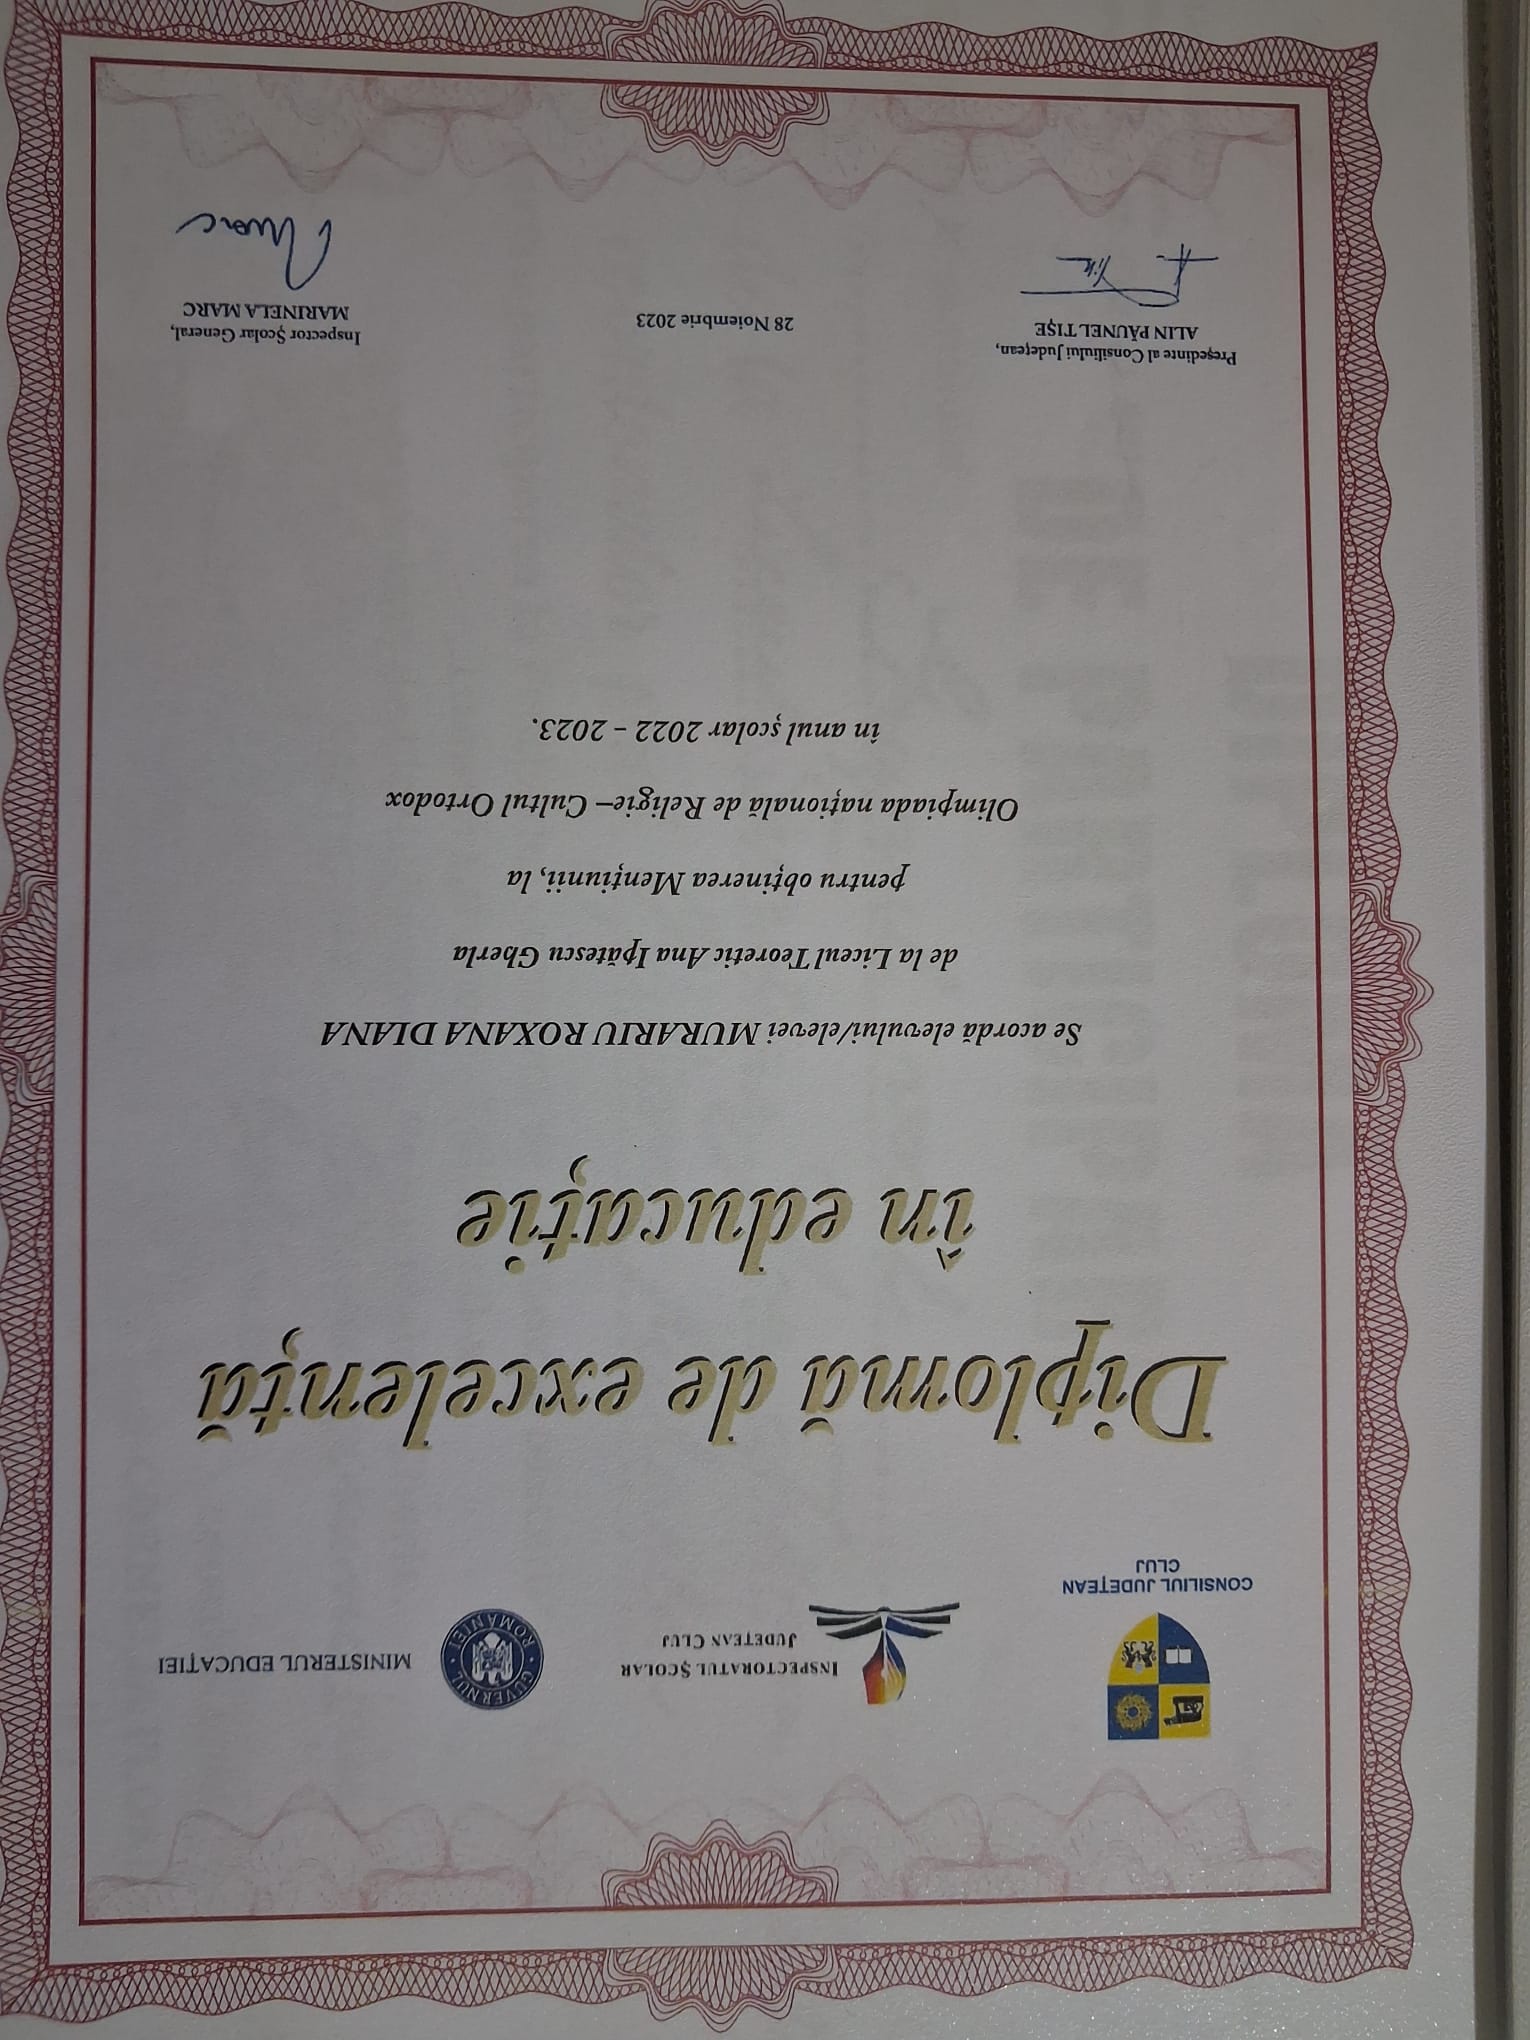 CONSILIUL JUDEȚEAN
CLUJ
INSPECTORATUL ȘCOLAR
JUDEȚEAN CLUJ
GUVERNUL ROMÂNIEI
MINISTERUL EDUCAȚIEI
Diplomă de excelență
în educație
Se acordă elevului/elevei MURARIU ROXANA DIANA
de la Liceul Teoretic Ana Ipătescu Gherla
pentru obținerea Mențiunii, la
Olimpiada națională de Religie– Cultul Ortodox
în anul școlar 2022 – 2023.
Președinte al Consiliului Județean,
ALIN PĂUNEL TIȘE
28 Noiembrie 2023
Inspector Școlar General,
MARINELA MARC